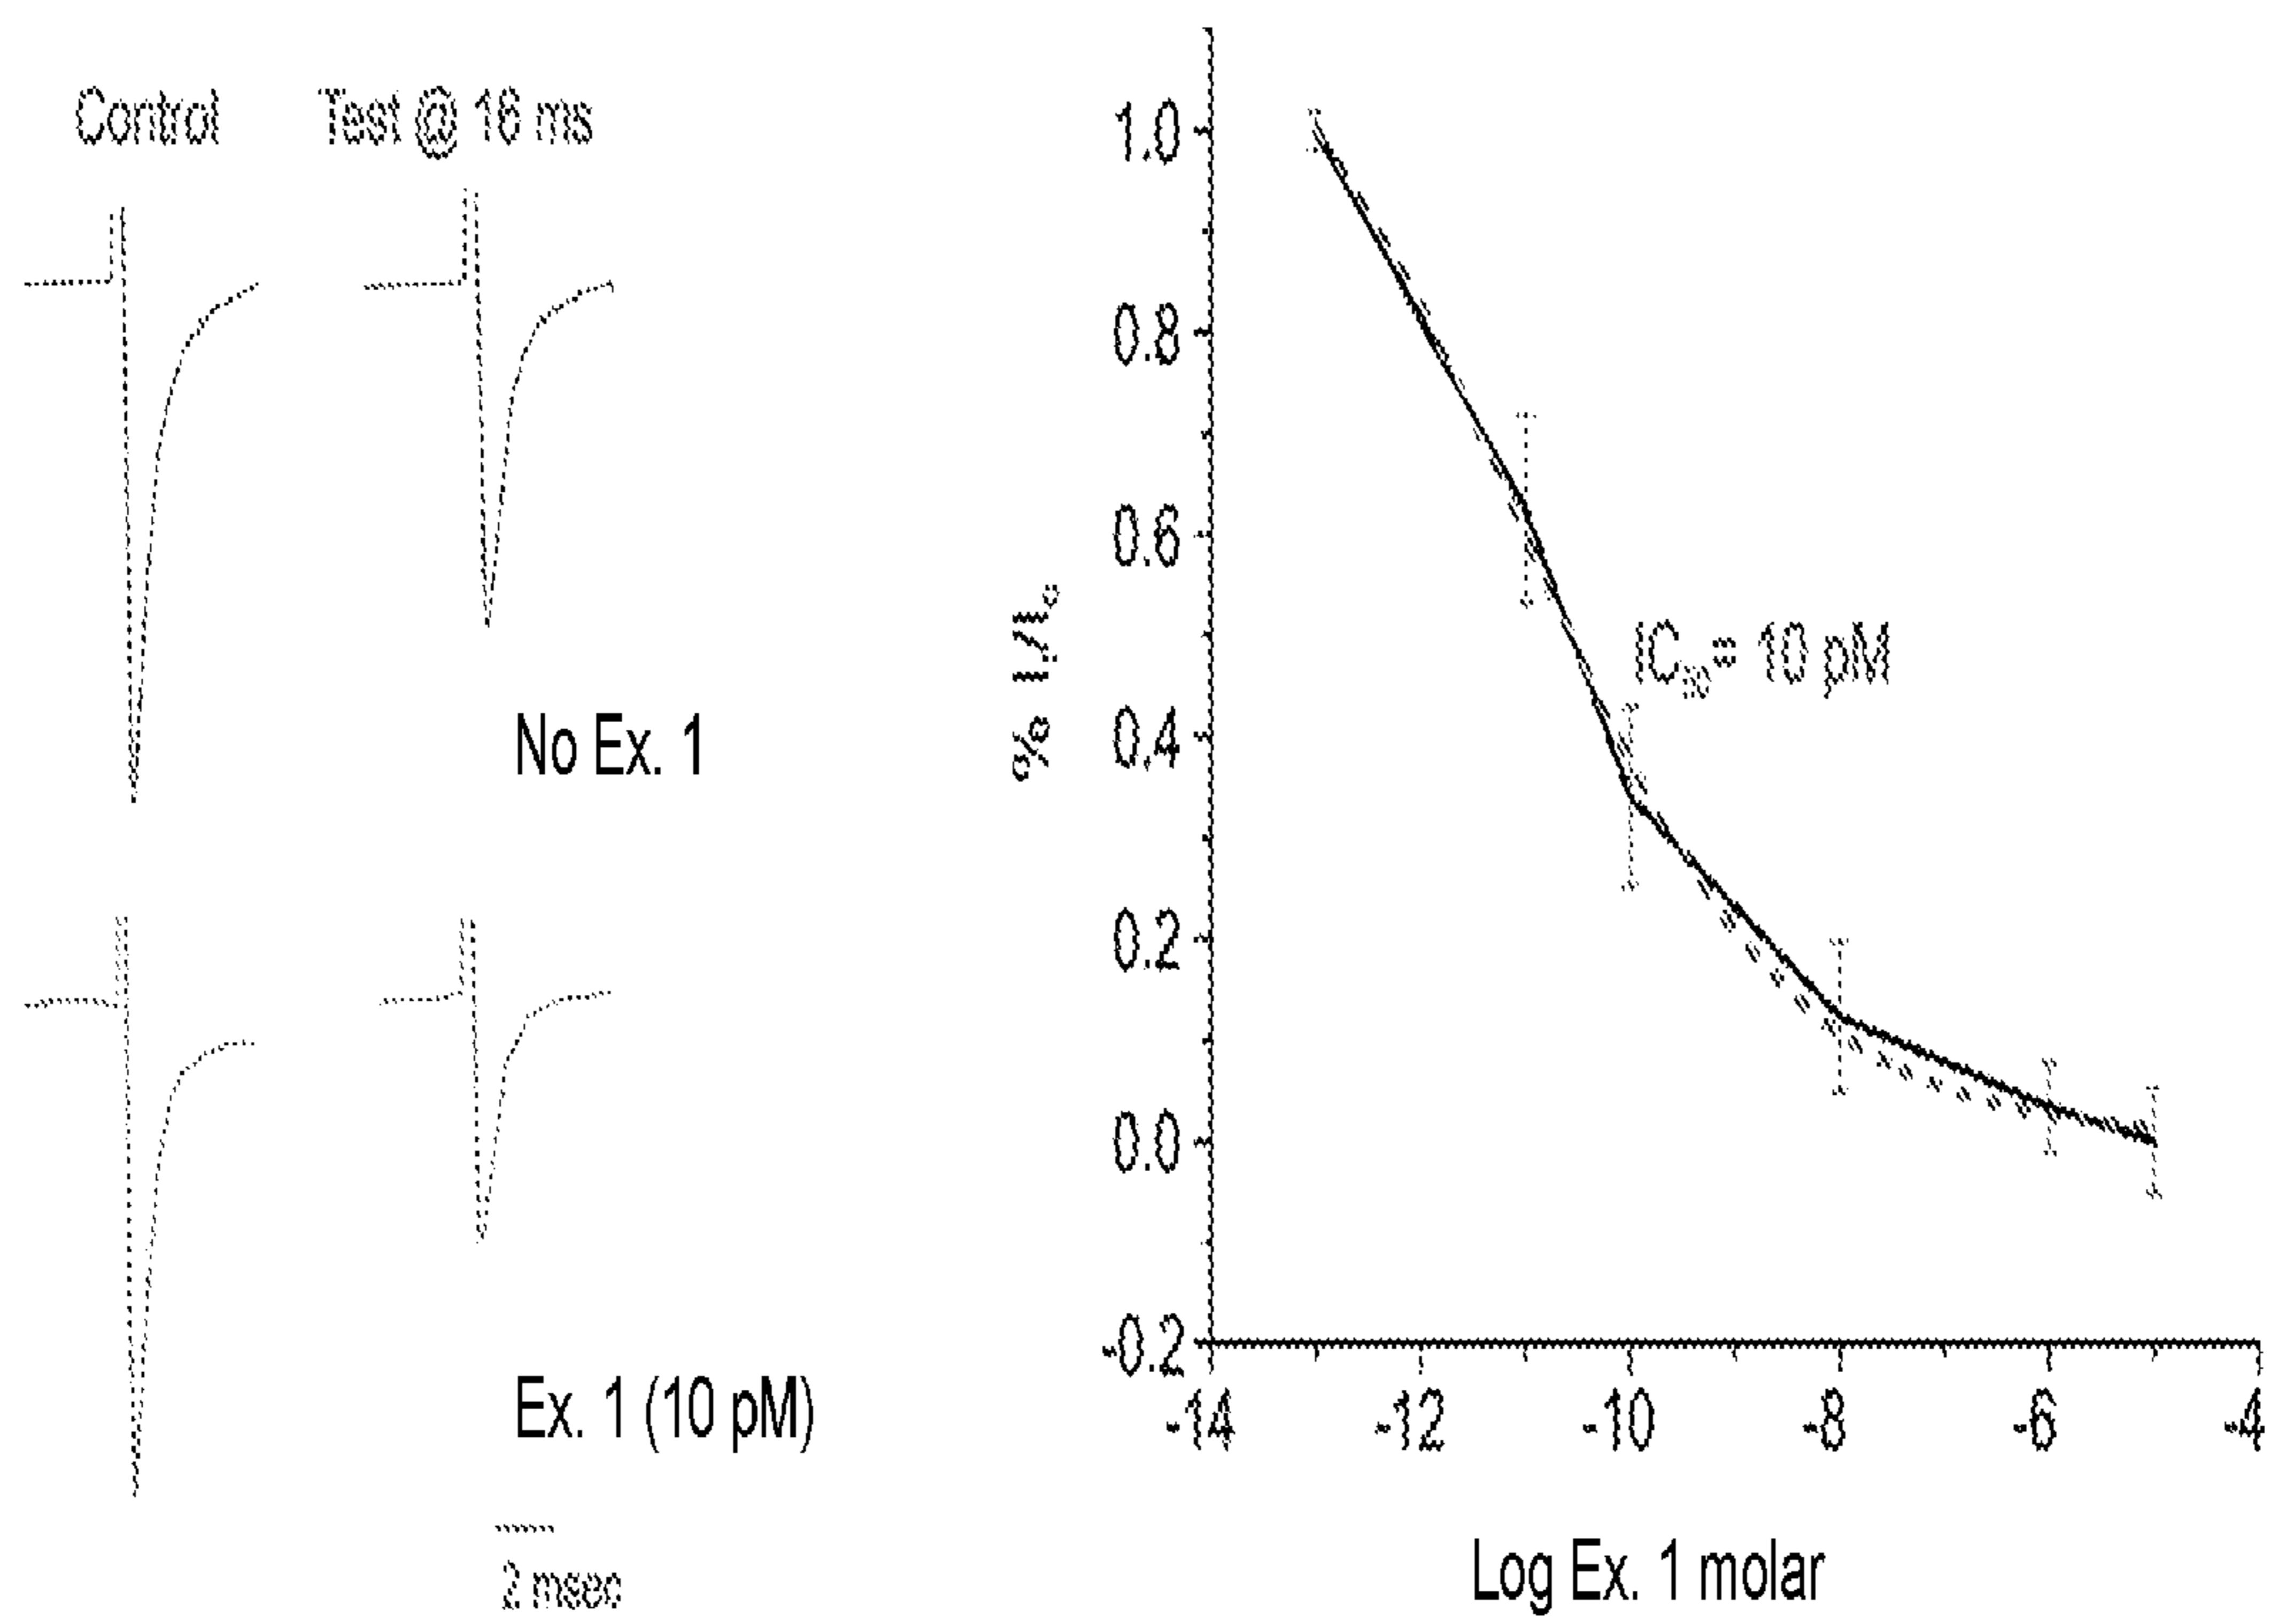 Control Test @ 16 ms
No Ex. 1
Ex. 1 (10 pM)
2 msec
1.0
0.8
0.6
0.4
0.2
0.0
-0.2
-14 -12 -10 -8 -6 -4
IC50= 10 pM
Log Ex. 1 molar